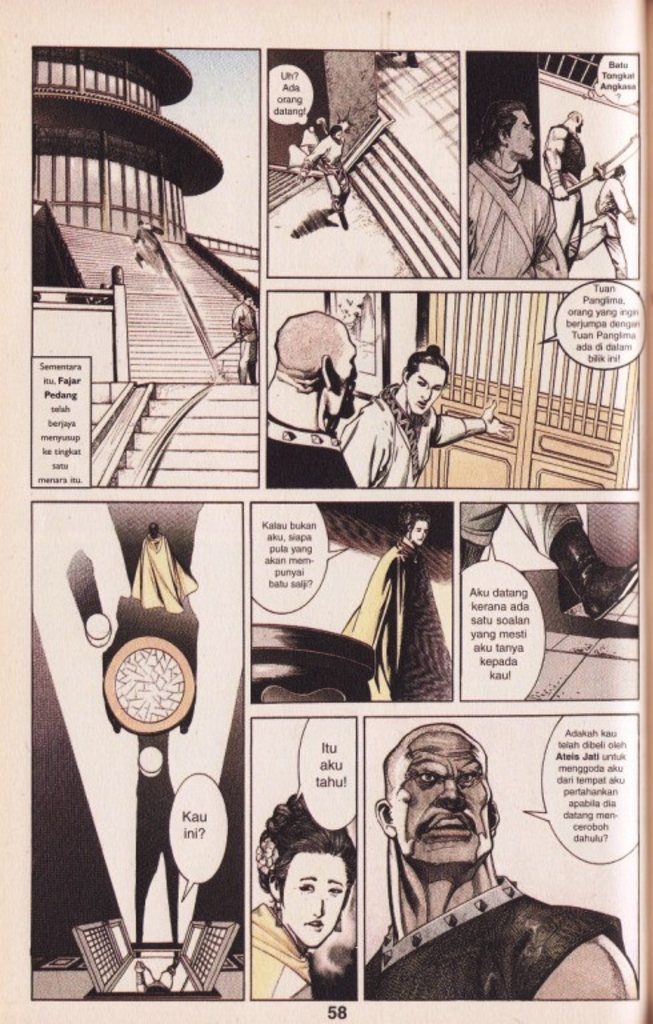 Sementara
itu, Fajar
Pedang
telah
berjaya
menyusup
ke tingkat
satu
menara itu.
Uh?
Ada
orang
datang!
Batu
Tongkat
Angkasa
?
Tuan
Panglima,
orang yang ingin
berjumpa dengan
Tuan Panglima
ada di dalam
bilik ini!
Kau
ini?
Kalau bukan
aku, siapa
pula yang
akan mem-
punyai
batu salji?
Aku datang
kerana ada
satu soalan
yang mesti
aku tanya
kepada
kau!
Itu
aku
tahu!
Adakah kau
telah dibeli oleh
Ateis Jati untuk
menggoda aku
dari tempat aku
pertahankan
apabila dia
datang men-
ceroboh
dahulu?
58